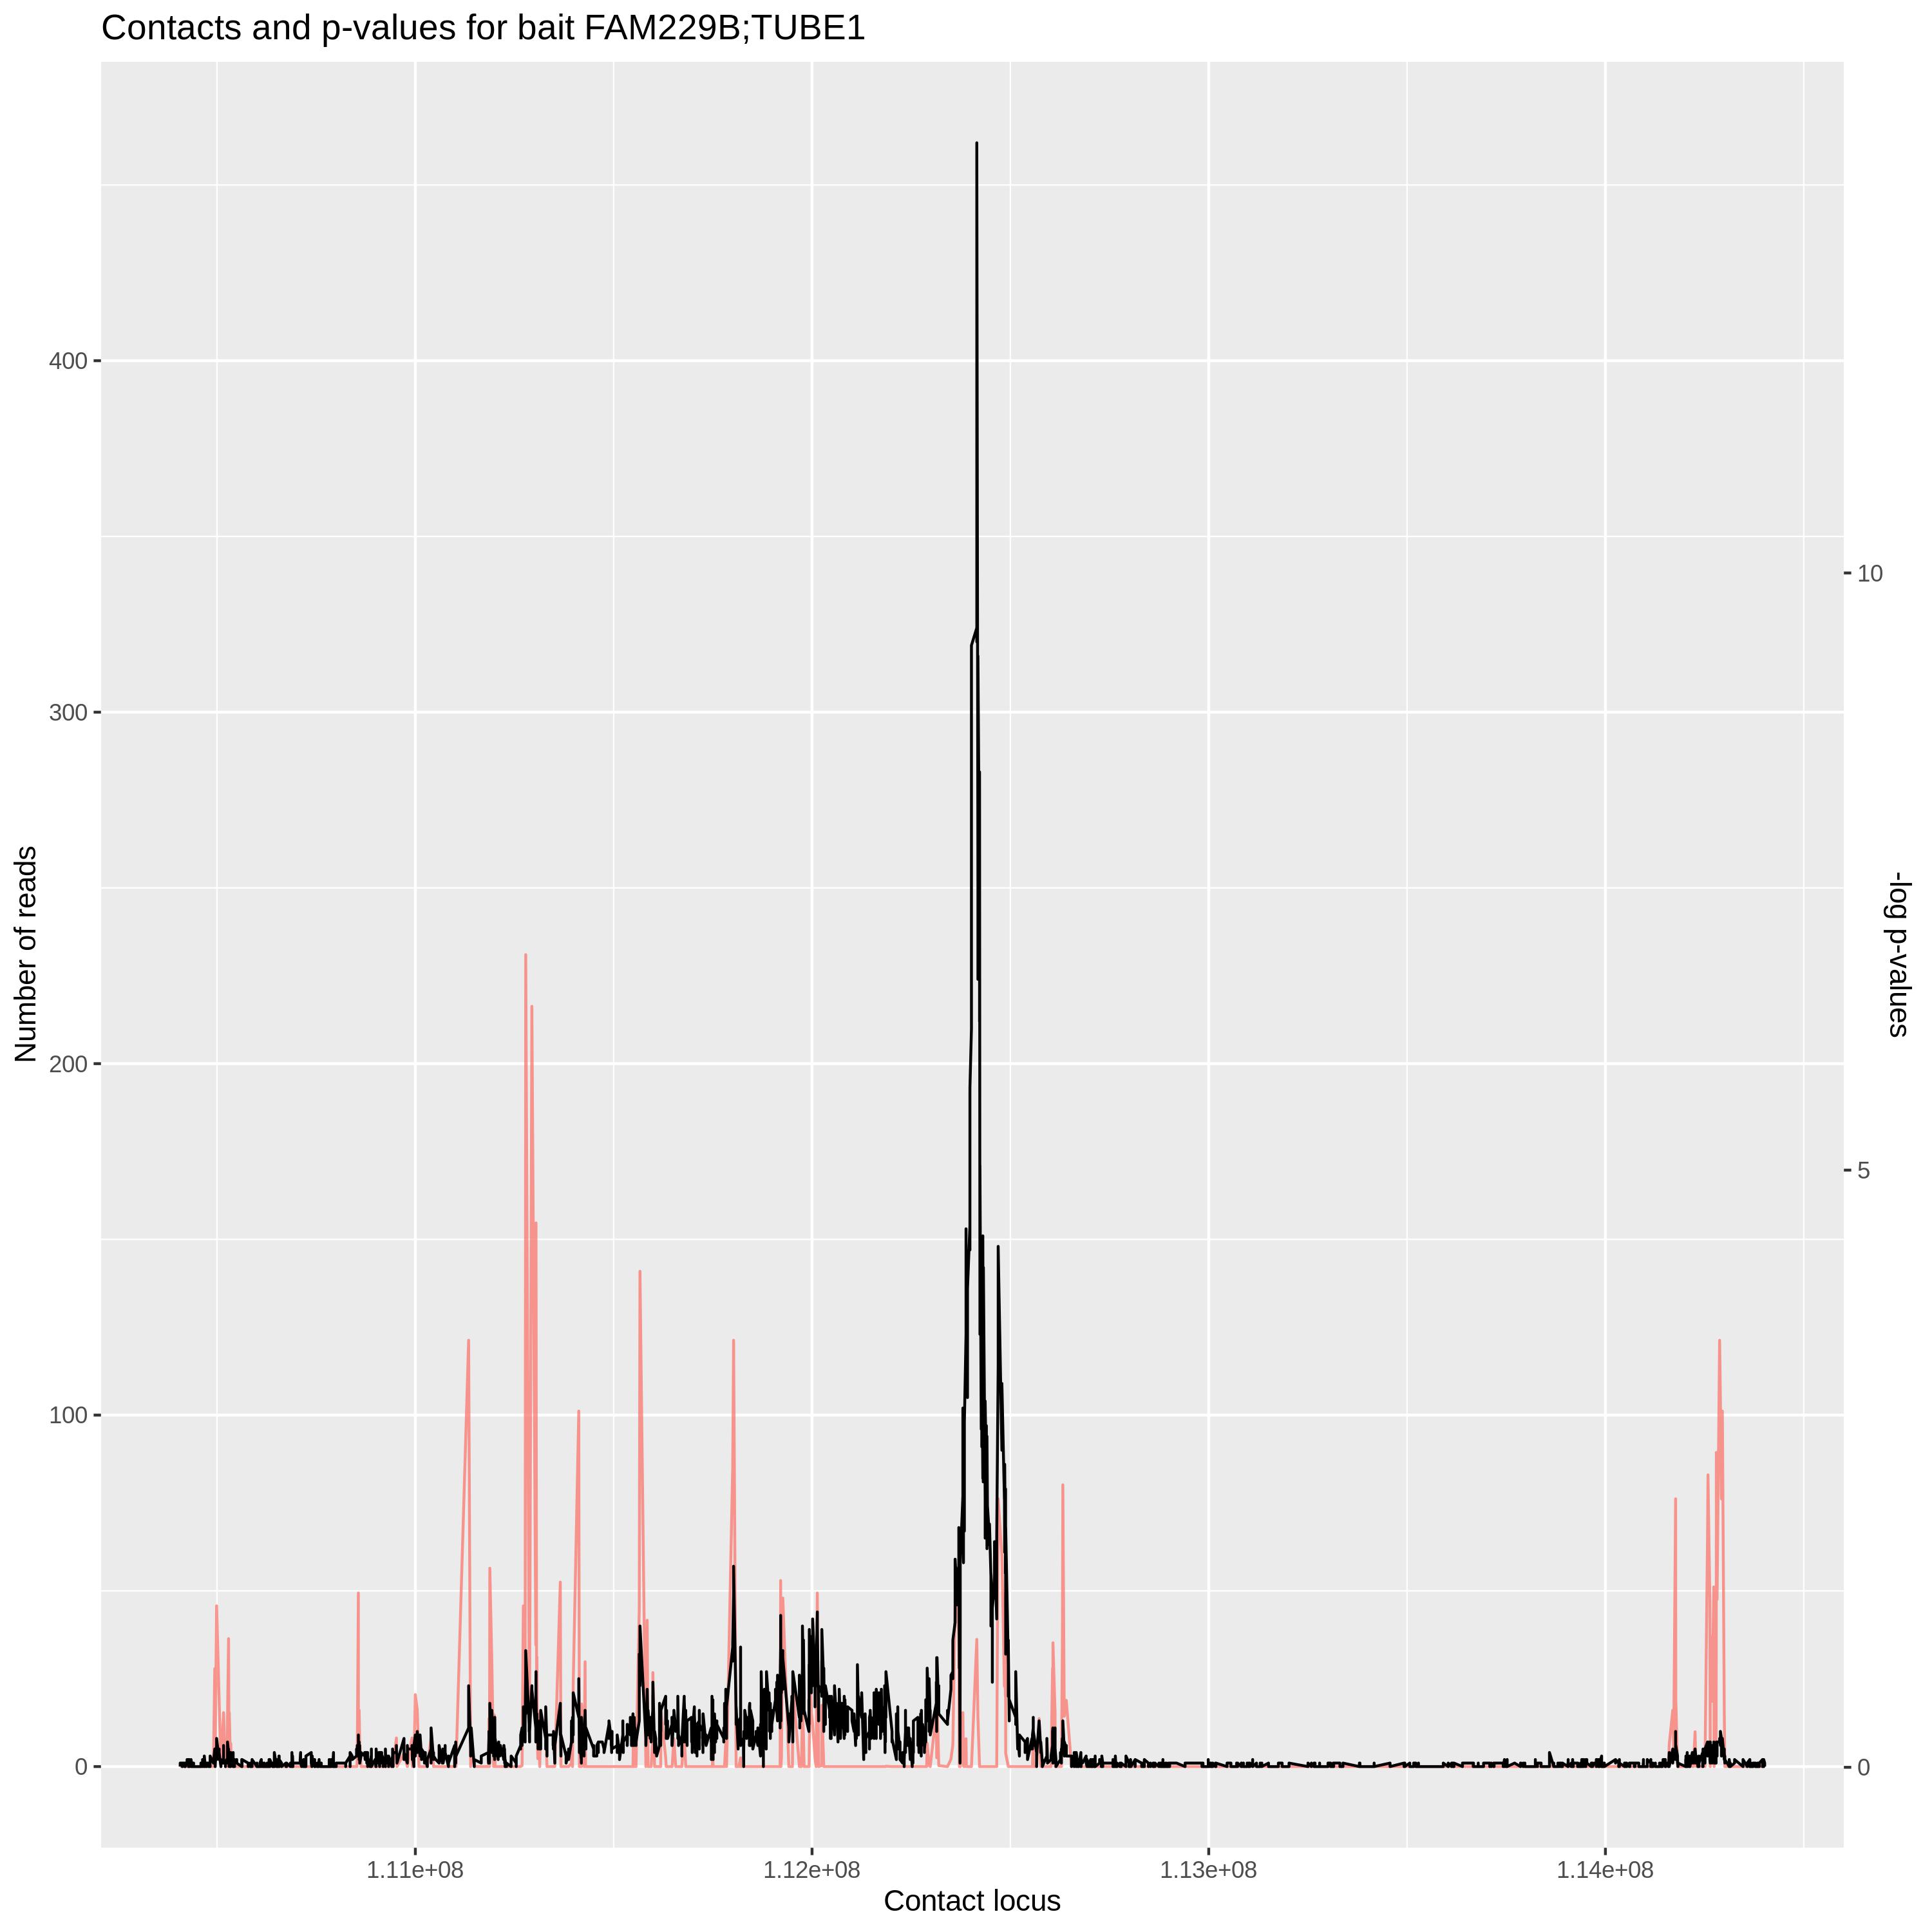 Contacts and p-values for bait FAM229B;TUBE1
Number of reads
400
300
200
100
0
10
5
0
-log p-values
1.11e+08
1.12e+08
1.13e+08
1.14e+08
Contact locus